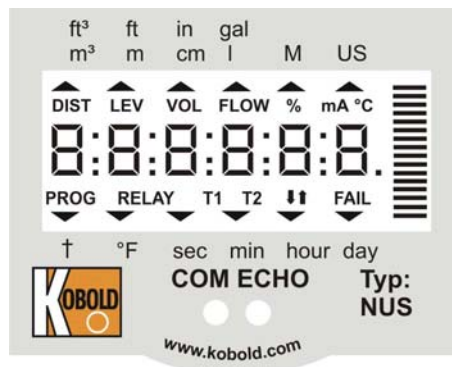 ft³ ft in gal
m³ m cm l M US
DIST LEV VOL FLOW % mA °C
8:8:8:8:8:8.
PROG RELAY T1 T2 ⬇⬆ FAIL
† °F sec min hour day
KOBOLD
COM ECHO
Typ:
NUS
www.kobold.com